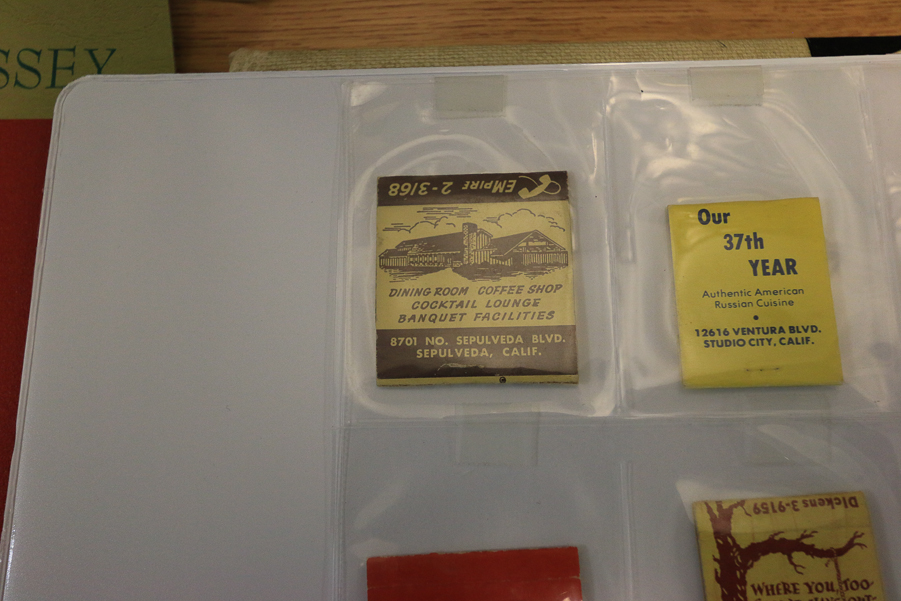 SSEY
EMPIRE 2-3168
DINING ROOM COFFEE SHOP
COCKTAIL LOUNGE
BANQUET FACILITIES
8701 NO. SEPULVEDA BLVD.
SEPULVEDA, CALIF.
Our
37th
YEAR
Authentic American
Russian Cuisine
•
12616 VENTURA BLVD.
STUDIO CITY, CALIF.
Dickens 3-9159
WHERE YOU, TOO